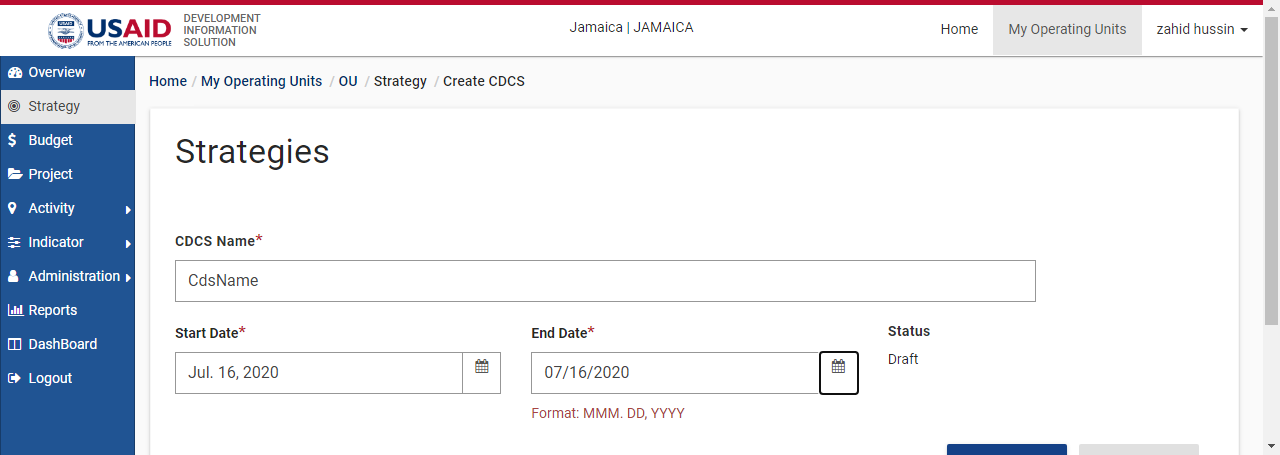 USAID
FROM THE AMERICAN PEOPLE
DEVELOPMENT
INFORMATION
SOLUTION
Jamaica | JAMAICA
Home
My Operating Units
zahid hussin
Overview
Strategy
Budget
Project
Activity
Indicator
Administration
Reports
DashBoard
Logout
Home / My Operating Units / OU / Strategy / Create CDCS
Strategies
CDCS Name*
CdsName
Start Date*
Jul. 16, 2020
End Date*
07/16/2020
Format: MMM. DD, YYYY
Status
Draft